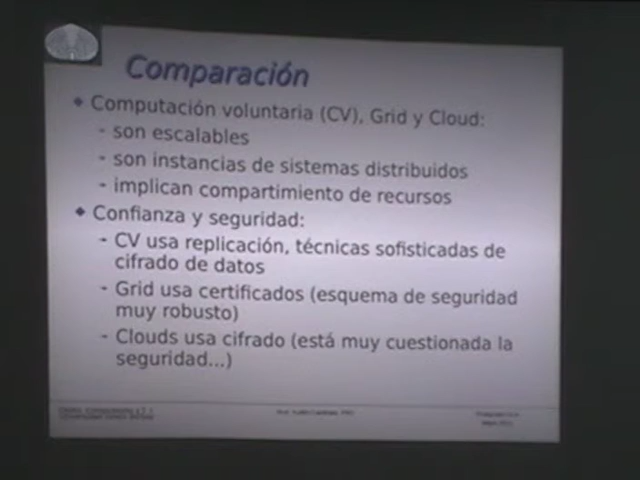 Comparación
Computación voluntaria (CV), Grid y Cloud:
- son escalables
- son instancias de sistemas distribuidos
- implican compartimiento de recursos
Confianza y seguridad:
- CV usa replicación, técnicas sofisticadas de
cifrado de datos
- Grid usa certificados (esquema de seguridad
muy robusto)
- Clouds usa cifrado (está muy cuestionada la
seguridad...)